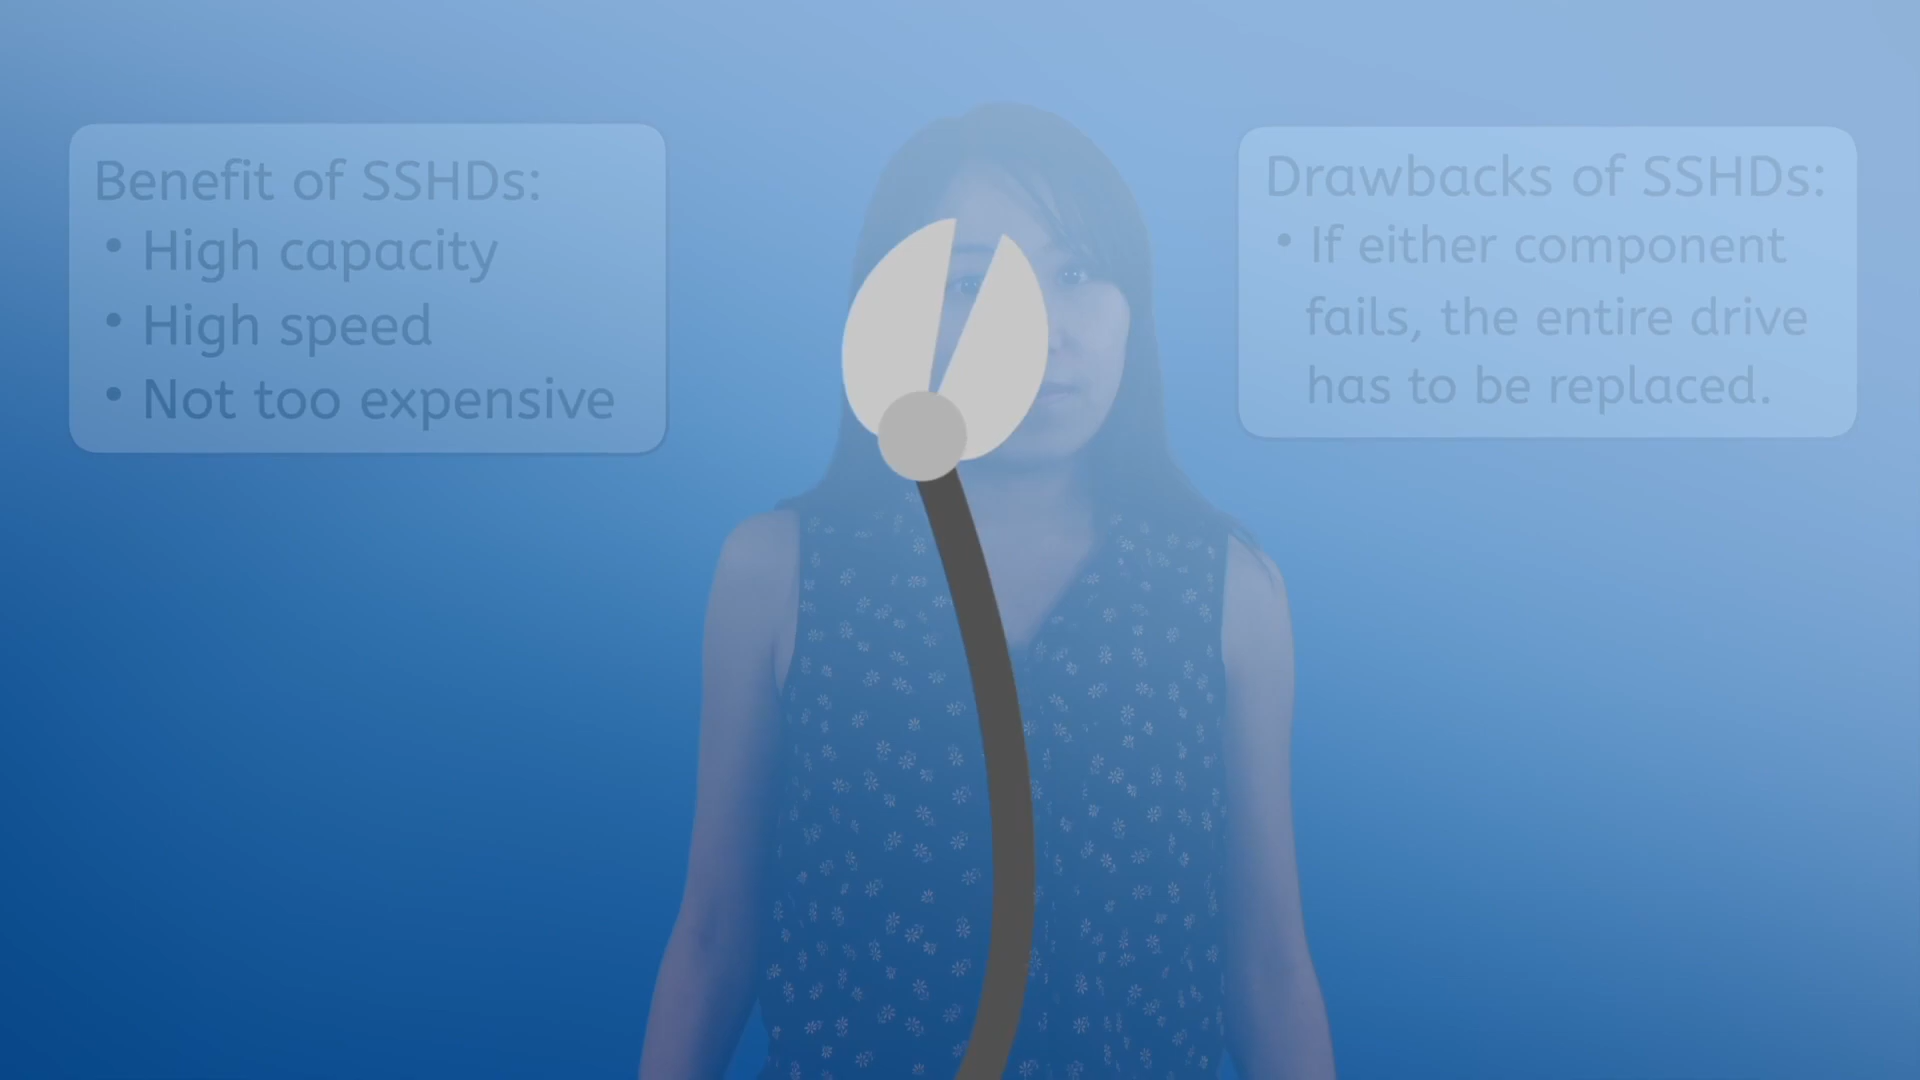 Benefit of SSHDs:
• High capacity
• High speed
• Not too expensive
Drawbacks of SSHDs:
• If either component
fails, the entire drive
has to be replaced.